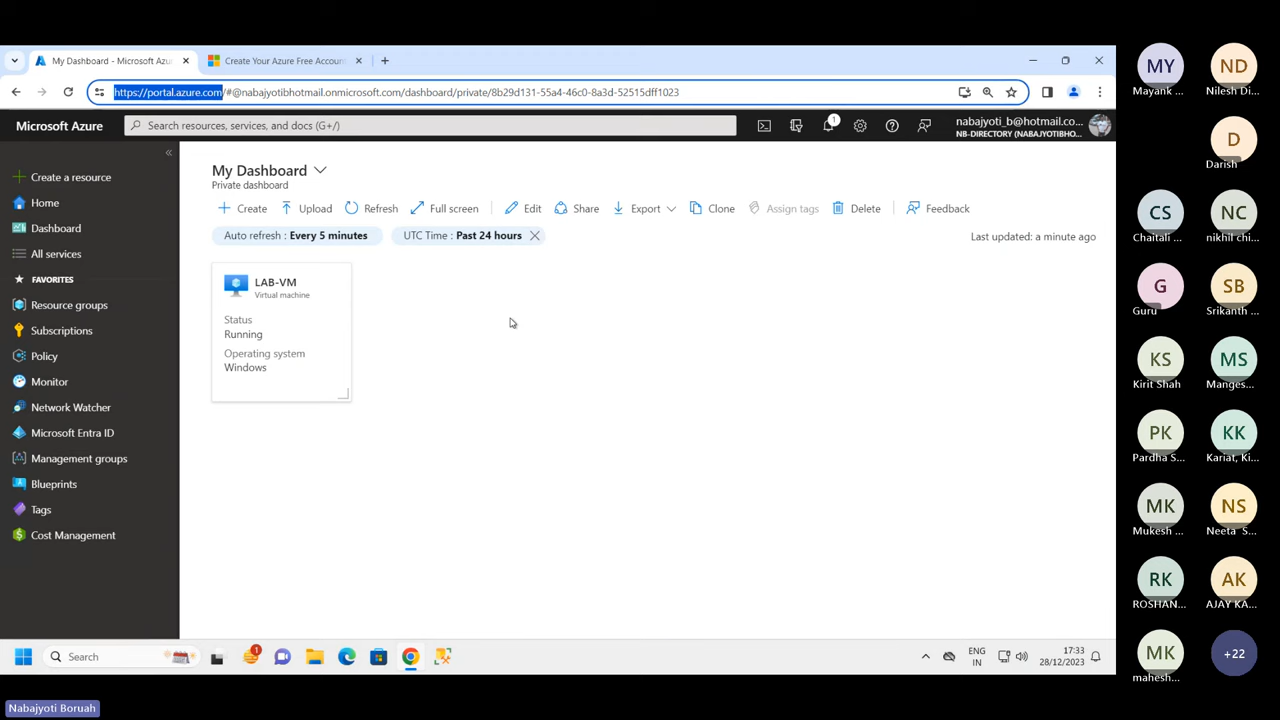 My Dashboard - Microsoft Azu
Create Your Azure Free Accoun
https://portal.azure.com/#@nabajyotibhotmail.onmicrosoft.com/dashboard/private/8b29d131-55a4-46c0-8a3d-52515dff1023
Microsoft Azure
Search resources, services, and docs (G+/)
1
nabajyoti_b@hotmail.co...
NB-DIRECTORY (NABAJYOTIBHO...
«
Create a resource
Home
Dashboard
All services
FAVORITES
Resource groups
Subscriptions
Policy
Monitor
Network Watcher
Microsoft Entra ID
Management groups
Blueprints
Tags
Cost Management
My Dashboard
Private dashboard
Create Upload Refresh Full screen Edit Share Export Clone Assign tags Delete Feedback
Auto refresh : Every 5 minutes
UTC Time : Past 24 hours
Last updated: a minute ago
LAB-VM
Virtual machine
Status
Running
Operating system
Windows
Search
1
ENG
IN
17:33
28/12/2023
Nabajyoti Boruah
MY
Mayank ...
ND
Nilesh Di...
D
Darish
CS
Chaitali ...
NC
nikhil chi...
G
Guru
SB
Srikanth ...
KS
Kirit Shah
MS
Manges...
PK
Pardha S...
KK
Kariat, Ki...
MK
Mukesh ...
NS
Neeta S...
RK
ROSHAN...
AK
AJAY KA...
MK
mahesh...
+22